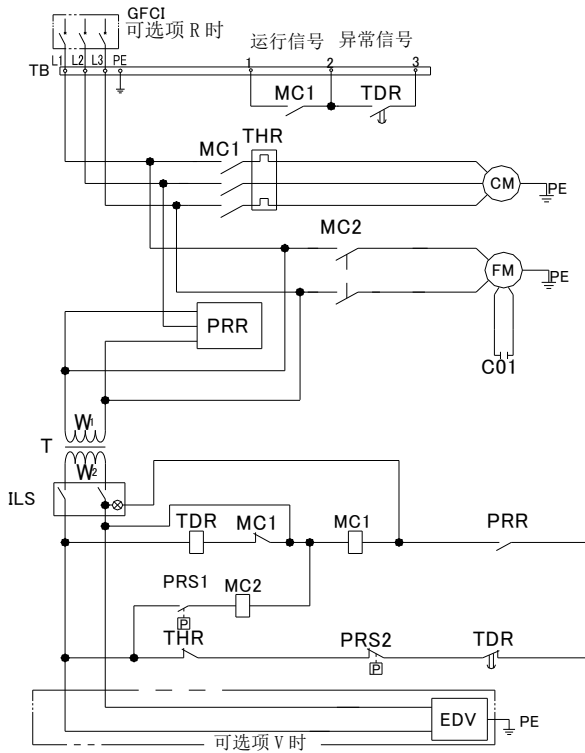 GFCI
可选项 R 时
L1 L2 L3 PE
运行信号 异常信号
TB
1 2 3
MC1 TDR
MC1 THR
CM
PE
MC2
FM
PE
PRR
C01
W1
T
W2
ILS
TDR MC1 MC1 PRR
PRS1 MC2
P
THR PRS2 TDR
P
EDV PE
可选项 V 时